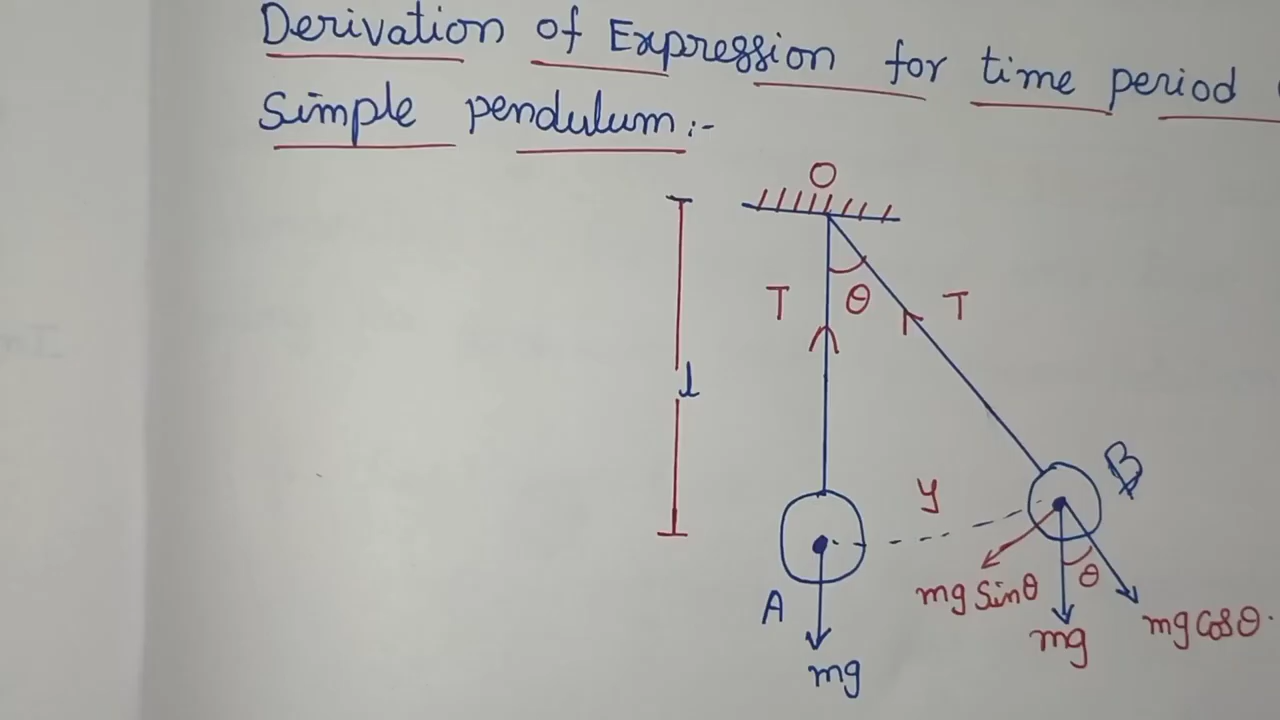 Derivation of Expression for time period
Simple pendulum:-
O
T θ T
l
y B
A mg Sinθ θ mg Cosθ.
mg mg